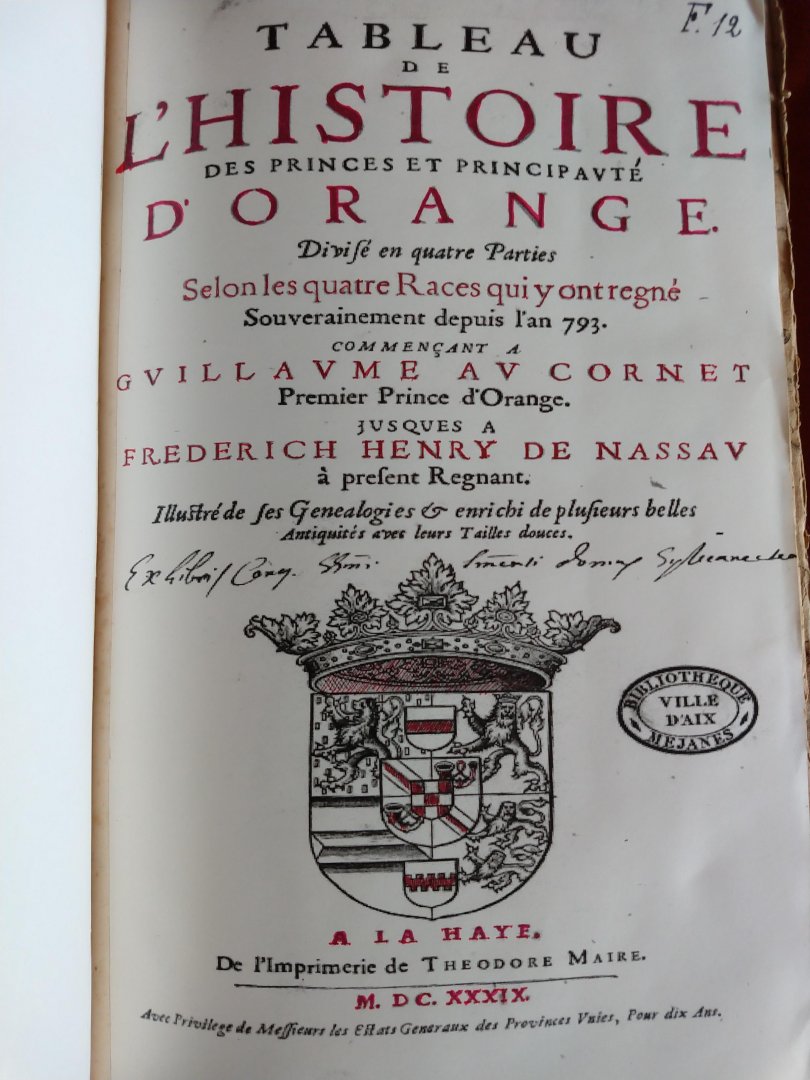 F. 12
TABLEAU
DE
L'HISTOIRE
DES PRINCES ET PRINCIPAVTÉ
D'ORANGE.
Diviſé en quatre Parties
Selon les quatre Races qui y ont regné
Souverainement depuis l'an 793.
COMMENÇANT A
GVILLAVME AV CORNET
Premier Prince d'Orange.
JUSQUES A
FREDERICH HENRY DE NASSAV
à preſent Regnant.
Illuſtré de ſes Genealogies & enrichi de pluſieurs belles
Antiquités avec leurs Tailles douces.
Ex libris
BIBLIOTHÈQUE
VILLE
D'AIX
MEJANES
A LA HAYE.
De l'Imprimerie de THEODORE MAIRE.
M. DC. XXXIX.
Avec Privilege de Meſſieurs les Eſtats Generaux des Provinces Vnies, Pour dix Ans.